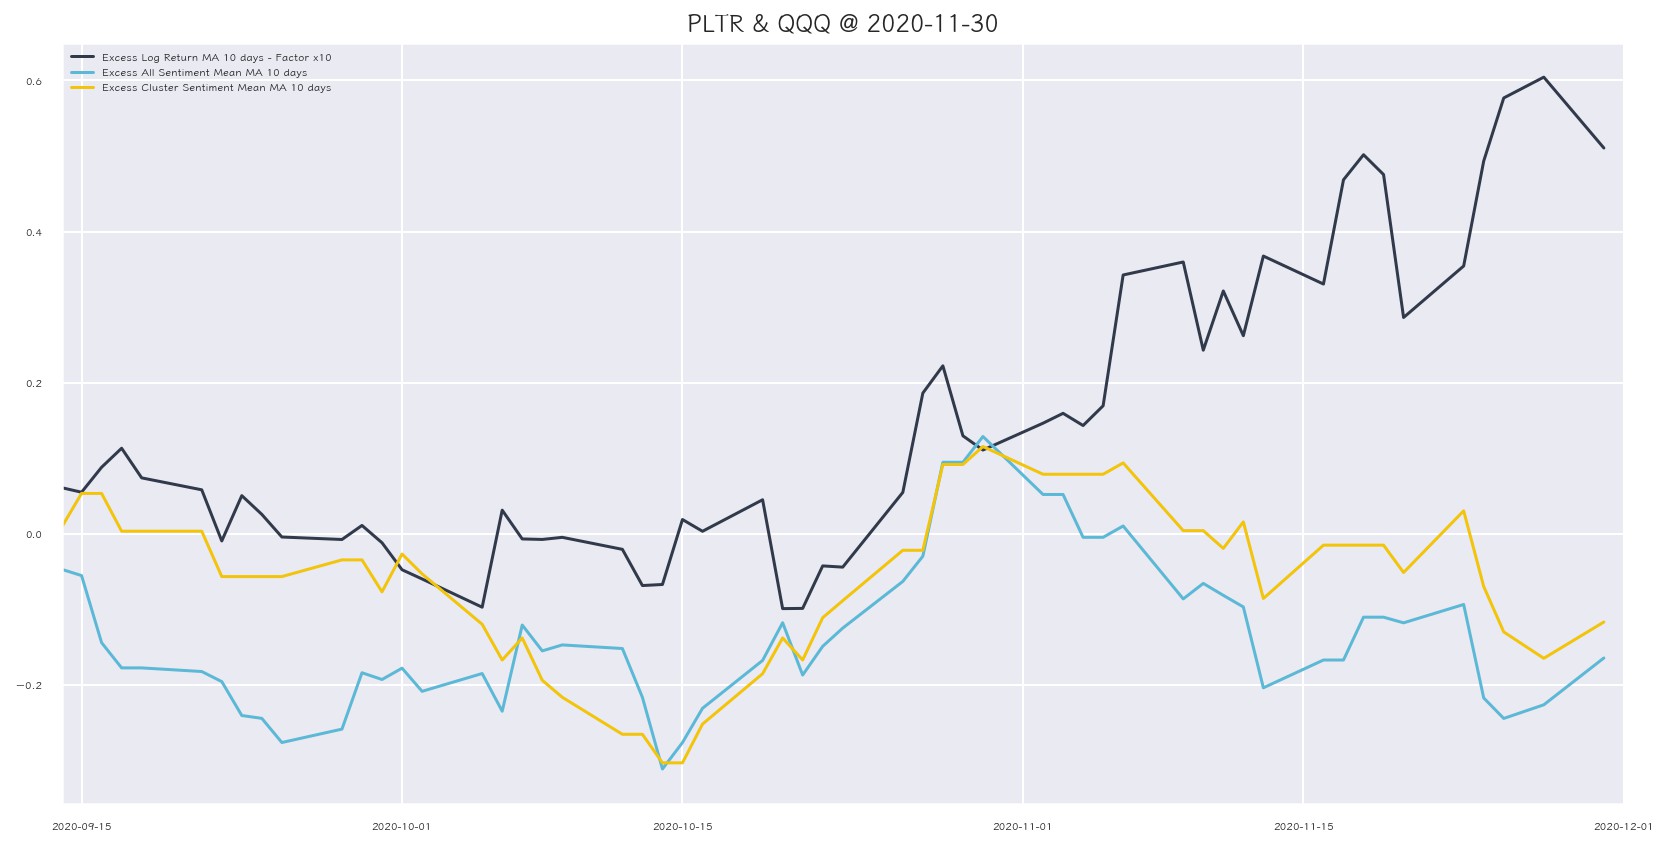 PLTR & QQQ @ 2020-11-30
Excess Log Return MA 10 days - Factor x10
Excess All Sentiment Mean MA 10 days
Excess Cluster Sentiment Mean MA 10 days
0.6
0.4
0.2
0.0
−0.2
2020-09-15 2020-10-01 2020-10-15 2020-11-01 2020-11-15 2020-12-01